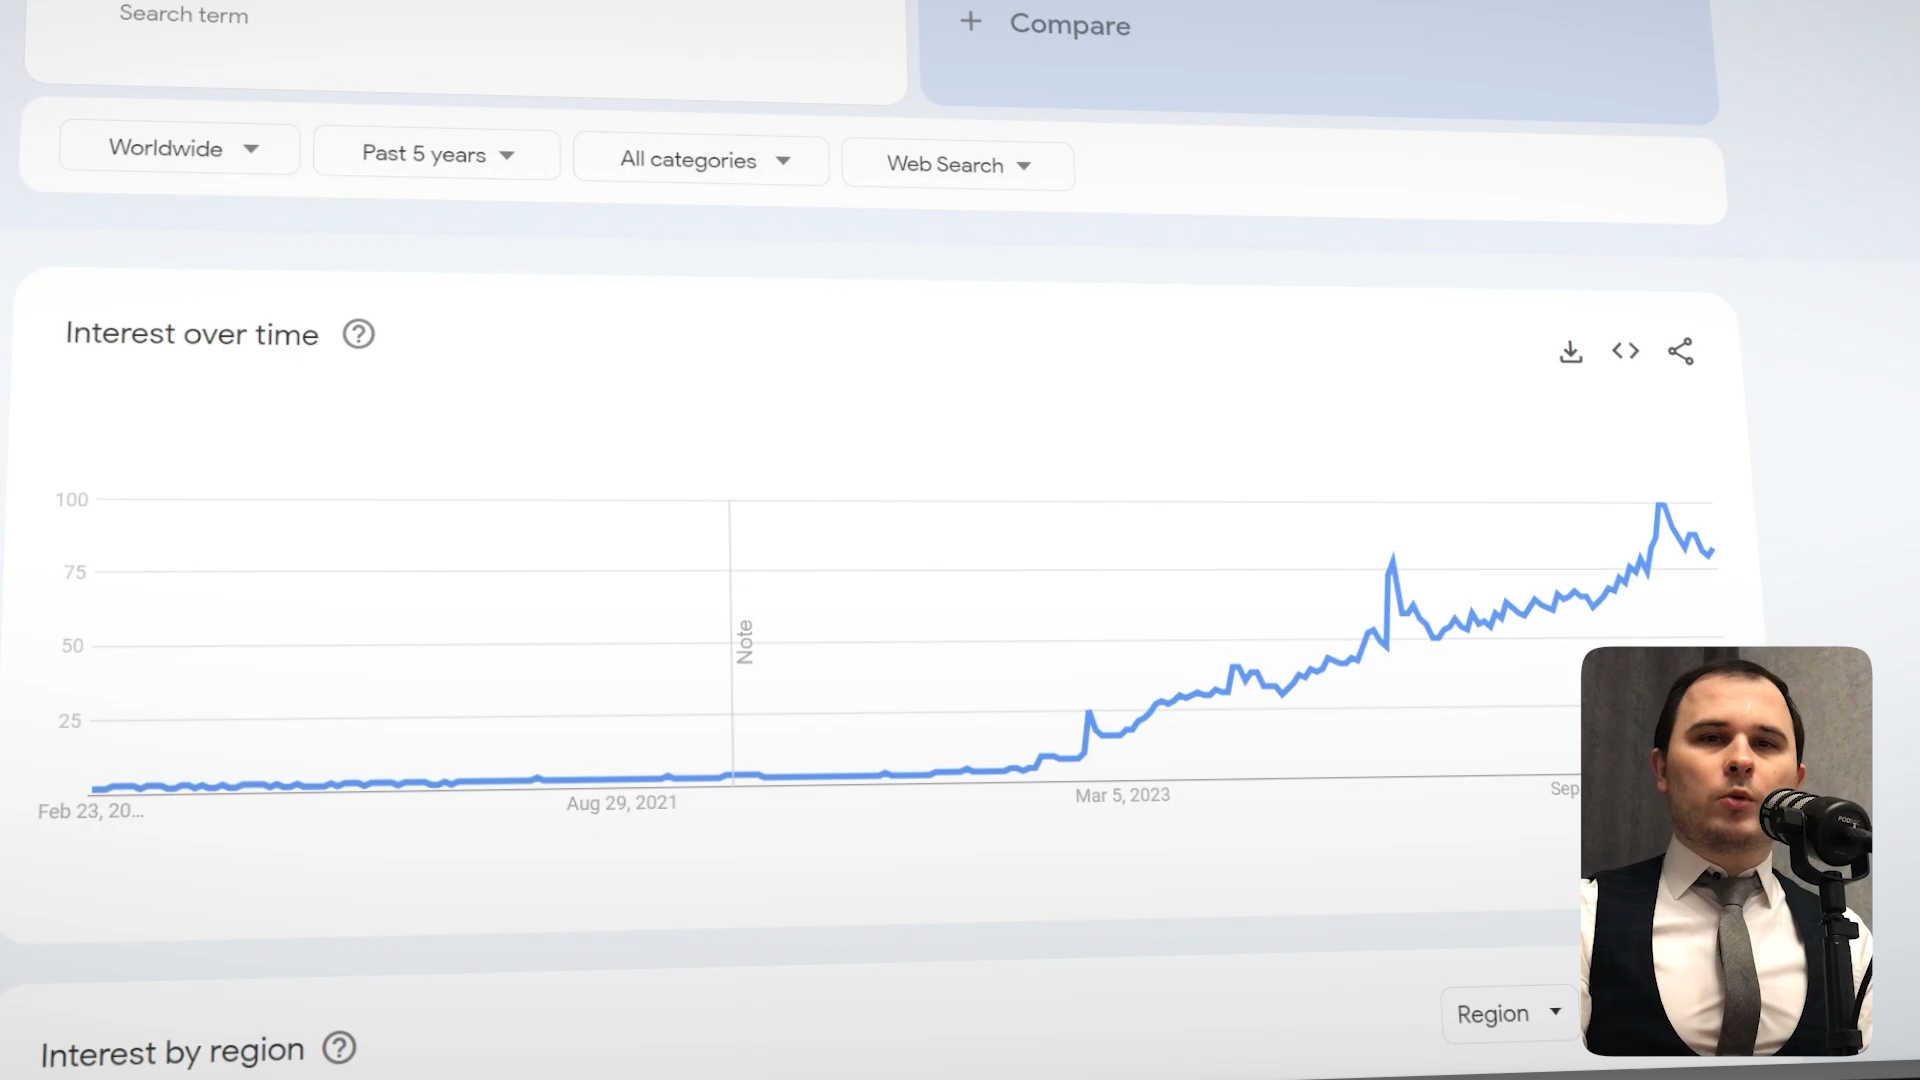 Search term
+ Compare
Worldwide
Past 5 years
All categories
Web Search
Interest over time
100
75
50
25
Note
Feb 23, 20...
Aug 29, 2021
Mar 5, 2023
Sep
Interest by region
Region